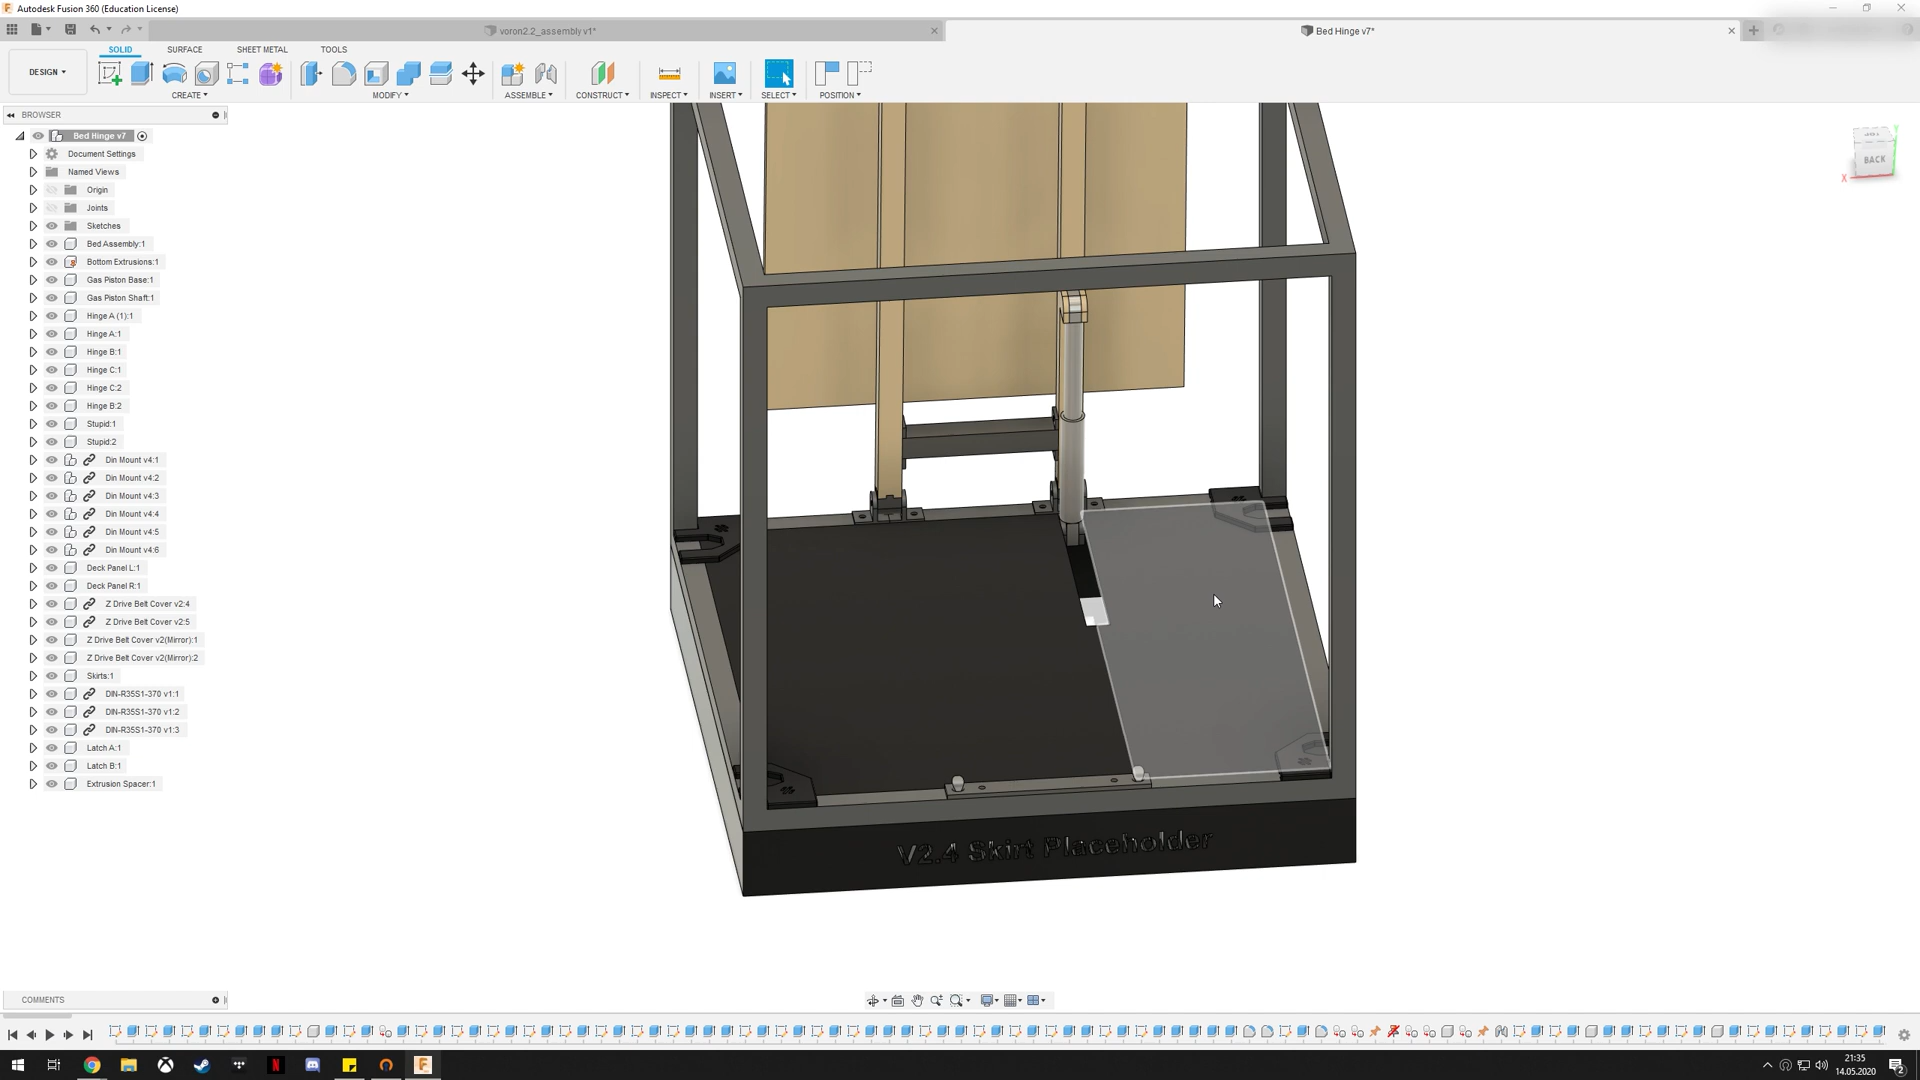 Autodesk Fusion 360 (Education License)
voron2.2_assembly v1*
Bed Hinge v7*
DESIGN
SOLID
SURFACE
SHEET METAL
TOOLS
CREATE
MODIFY
ASSEMBLE
CONSTRUCT
INSPECT
INSERT
SELECT
POSITION
BROWSER
Bed Hinge v7
Document Settings
Named Views
Origin
Joints
Sketches
Bed Assembly:1
Bottom Extrusions:1
Gas Piston Base:1
Gas Piston Shaft:1
Hinge A (1):1
Hinge A:1
Hinge B:1
Hinge C:1
Hinge C:2
Hinge B:2
Stupid:1
Stupid:2
Din Mount v4:1
Din Mount v4:2
Din Mount v4:3
Din Mount v4:4
Din Mount v4:5
Din Mount v4:6
Deck Panel L:1
Deck Panel R:1
Z Drive Belt Cover v2:4
Z Drive Belt Cover v2:5
Z Drive Belt Cover v2(Mirror):1
Z Drive Belt Cover v2(Mirror):2
Skirts:1
DIN-R35S1-370 v1:1
DIN-R35S1-370 v1:2
DIN-R35S1-370 v1:3
Latch A:1
Latch B:1
Extrusion Spacer:1
TOP
BACK
X
V2.4 Skirt Placeholder
COMMENTS
21:35
14.05.2020
2